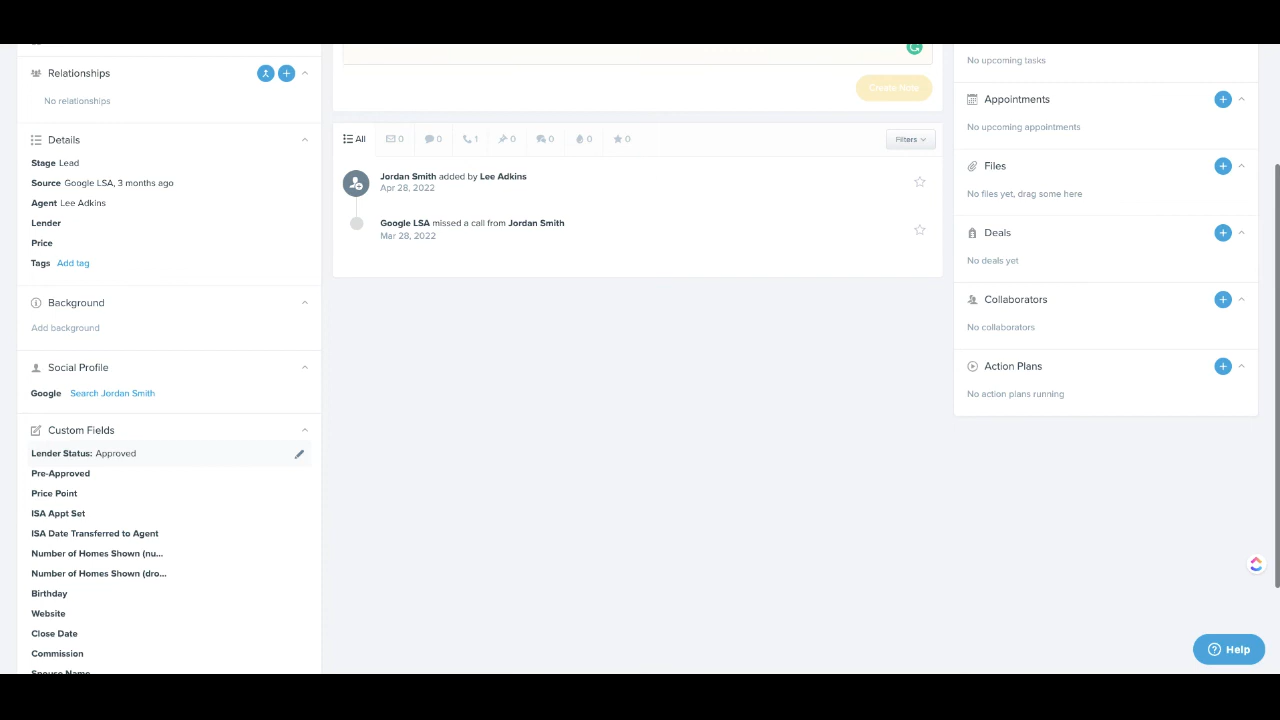 Relationships
No relationships
Details
Stage Lead
Source Google LSA, 3 months ago
Agent Lee Adkins
Lender
Price
Tags Add tag
Background
Add background
Social Profile
Google Search Jordan Smith
Custom Fields
Lender Status: Approved
Pre-Approved
Price Point
ISA Appt Set
ISA Date Transferred to Agent
Number of Homes Shown (nu...
Number of Homes Shown (dro...
Birthday
Website
Close Date
Commission
Spouse Name
Create Note
All 0 0 1 0 0 0 0 Filters
Jordan Smith added by Lee Adkins
Apr 28, 2022
Google LSA missed a call from Jordan Smith
Mar 28, 2022
No upcoming tasks
Appointments
No upcoming appointments
Files
No files yet, drag some here
Deals
No deals yet
Collaborators
No collaborators
Action Plans
No action plans running
Help